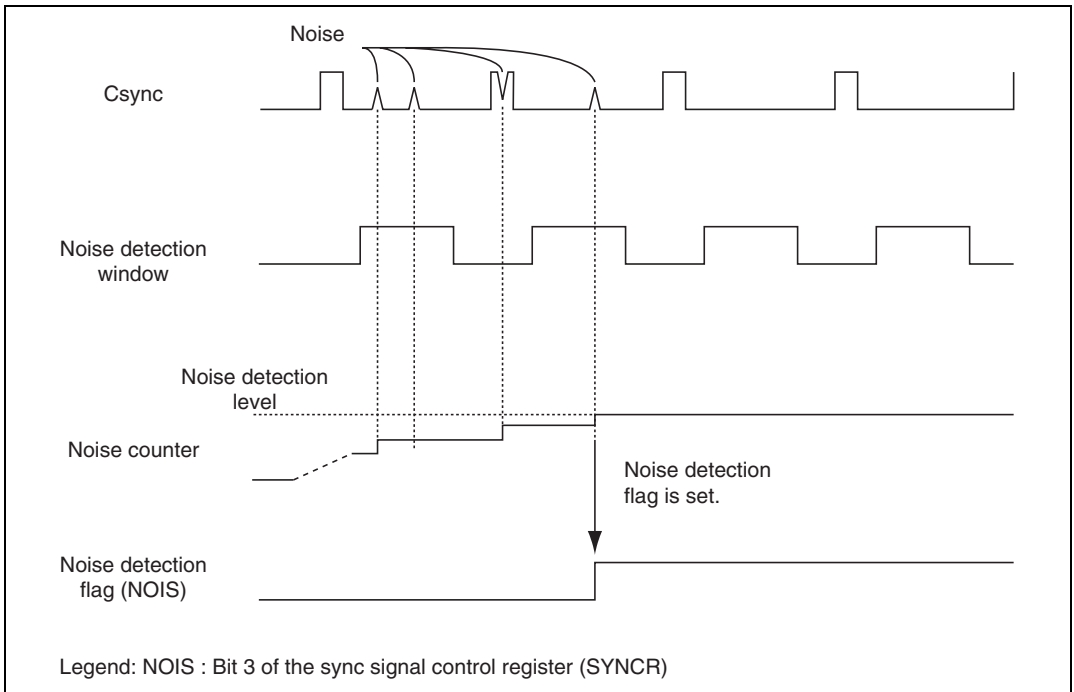 Noise
Csync
Noise detection
window
Noise detection
level
Noise counter
Noise detection
flag is set.
Noise detection
flag (NOIS)
Legend: NOIS : Bit 3 of the sync signal control register (SYNCR)